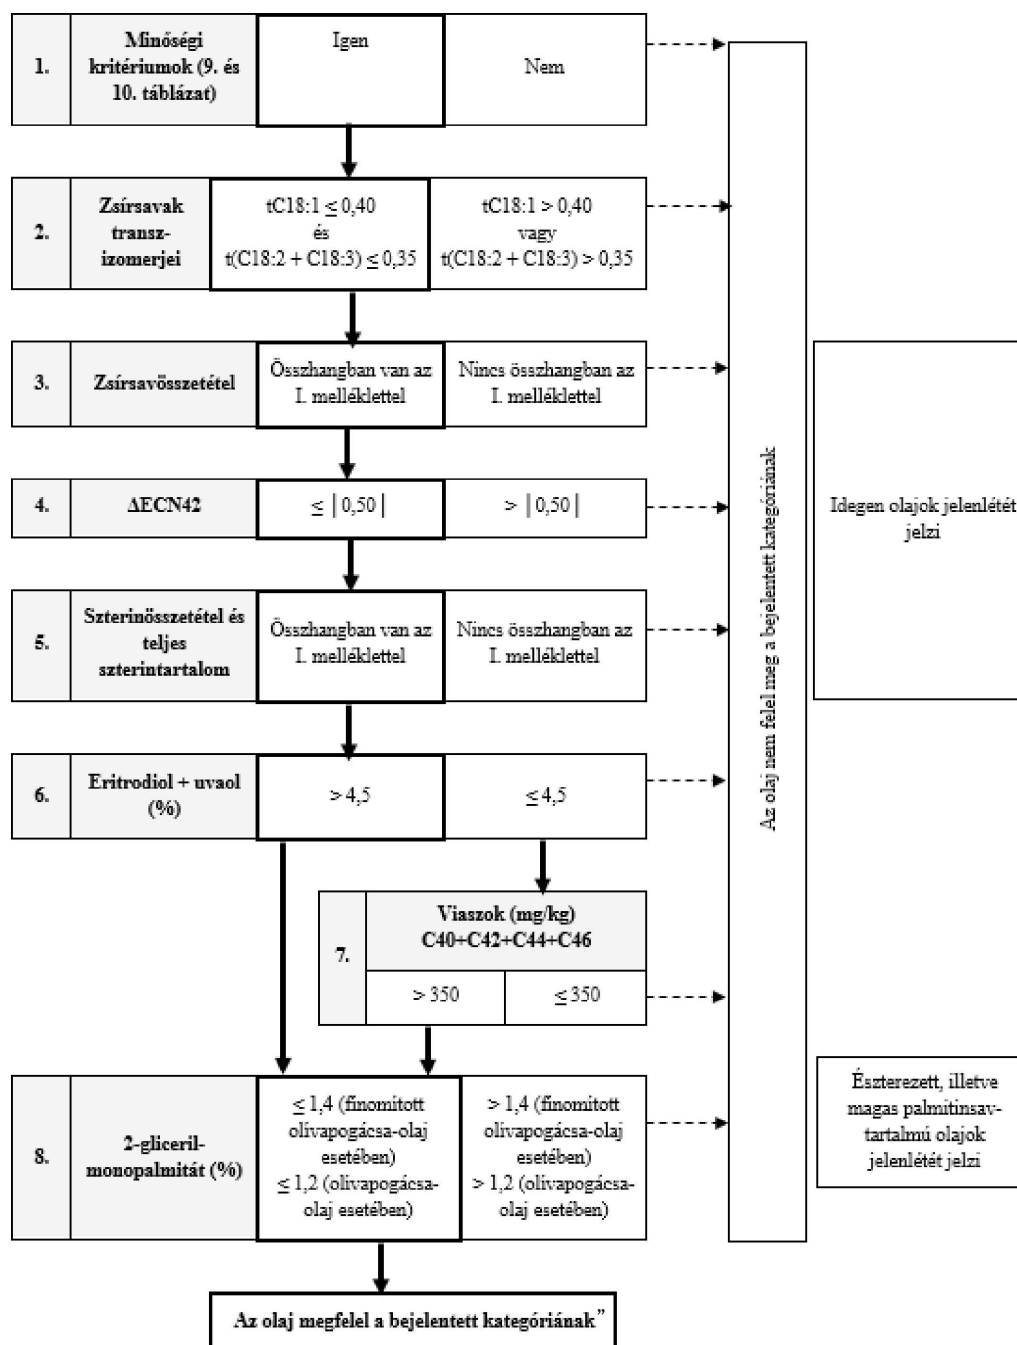 1.
Minőségi
kritériumok (9. és
10. táblázat)
Igen
Nem
2.
Zsírsavak
transz-
izomerjei
tC18:1 ≤ 0,40
és
t(C18:2 + C18:3) ≤ 0,35
tC18:1 > 0,40
vagy
t(C18:2 + C18:3) > 0,35
3.
Zsírsavösszetétel
Összhangban van az
I. melléklettel
Nincs összhangban az
I. melléklettel
4.
ΔECN42
≤ |0,50|
> |0,50|
5.
Szterinösszetétel és
teljes
szterintartalom
Összhangban van az
I. melléklettel
Nincs összhangban az
I. melléklettel
6.
Eritrodiol + uvaol
(%)
> 4,5
≤ 4,5
7.
Viaszok (mg/kg)
C40+C42+C44+C46
> 350
≤ 350
8.
2-gliceril-
monopalmitát (%)
≤ 1,4 (finomított
olívapogácsa-olaj
esetében)
≤ 1,2 (olívapogácsa-
olaj esetében)
> 1,4 (finomított
olívapogácsa-olaj
esetében)
> 1,2 (olívapogácsa-
olaj esetében)
Az olaj nem felel meg a bejelentett kategóriának
Idegen olajok jelenlétét
jelzi
Észterezett, illetve
magas palmitinsav-
tartalmú olajok
jelenlétét jelzi
Az olaj megfelel a bejelentett kategóriának”